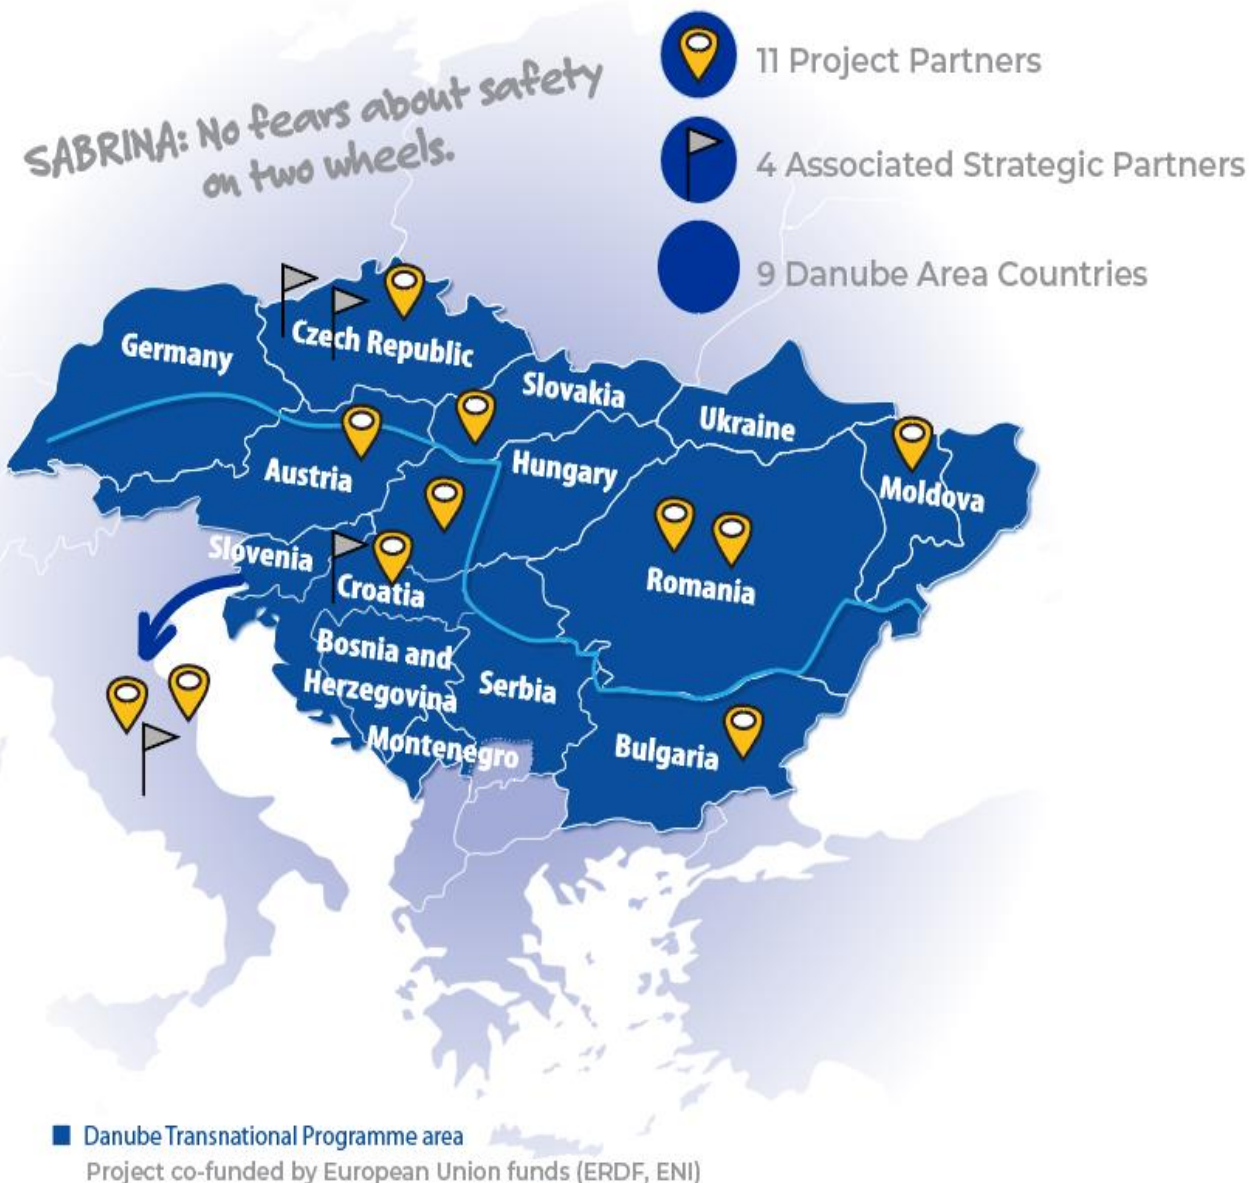 SABRINA: No fears about safety
on two wheels.
11 Project Partners
4 Associated Strategic Partners
9 Danube Area Countries
Germany
Czech Republic
Slovakia
Ukraine
Austria
Hungary
Moldova
Slovenia
Croatia
Romania
Bosnia and
Herzegovina
Serbia
Montenegro
Bulgaria
Danube Transnational Programme area
Project co-funded by European Union funds (ERDF, ENI)